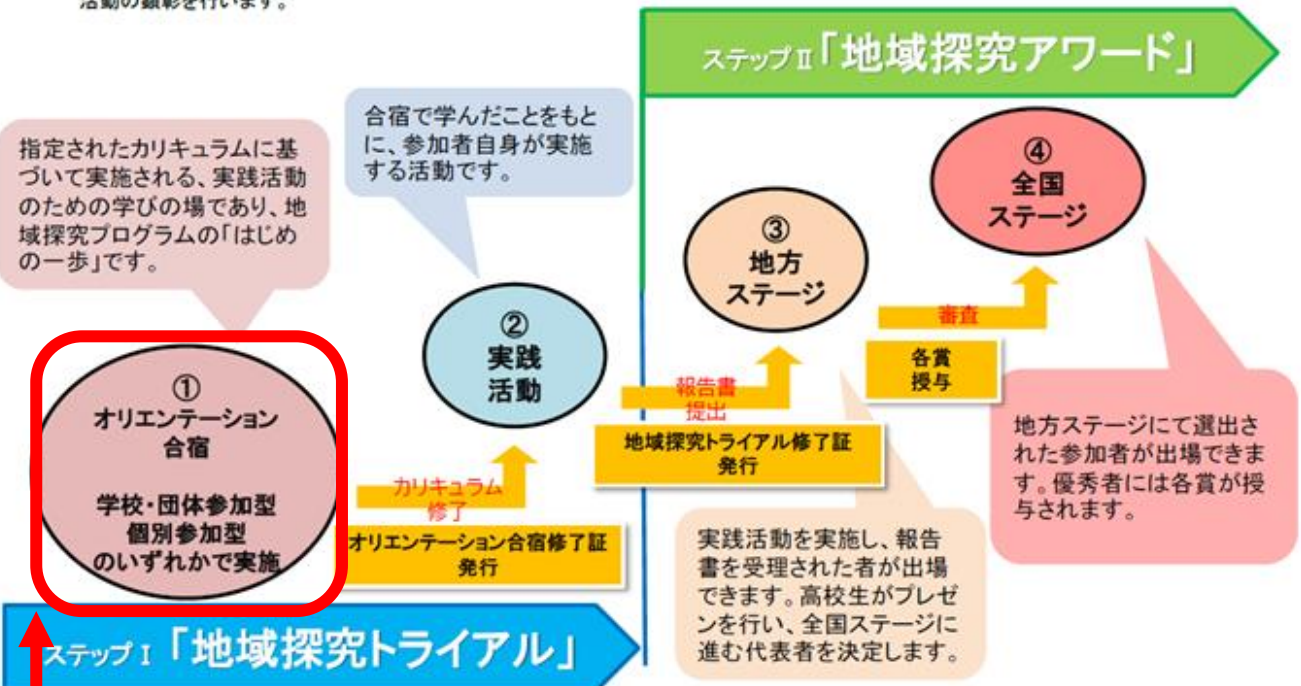 活動の顕彰を行います。
ステップⅡ「地域探究アワード」
指定されたカリキュラムに基
づいて実施される、実践活動
のための学びの場であり、地
域探究プログラムの「はじめ
の一歩」です。
合宿で学んだことをもと
に、参加者自身が実施
する活動です。
④
全国
ステージ
③
地方
ステージ
②
実践
活動
①
オリエンテーション
合宿
学校・団体参加型
個別参加型
のいずれかで実施
カリキュラム
修了
オリエンテーション合宿修了証
発行
報告書
提出
地域探究トライアル修了証
発行
審査
各賞
授与
地方ステージにて選出さ
れた参加者が出場できま
す。優秀者には各賞が授
与されます。
実践活動を実施し、報告
書を受理された者が出場
できます。高校生がプレゼ
ンを行い、全国ステージに
進む代表者を決定します。
ステップⅠ「地域探究トライアル」